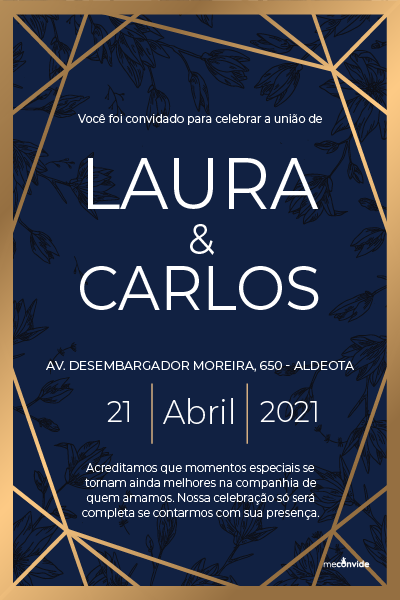 Você foi convidado para celebrar a união de
LAURA
&
CARLOS
AV. DESEMBARGADOR MOREIRA, 650 - ALDEOTA
21 Abril 2021
Acreditamos que momentos especiais se
tornam ainda melhores na companhia de
quem amamos. Nossa celebração só será
completa se contarmos com sua presença.
meconvide